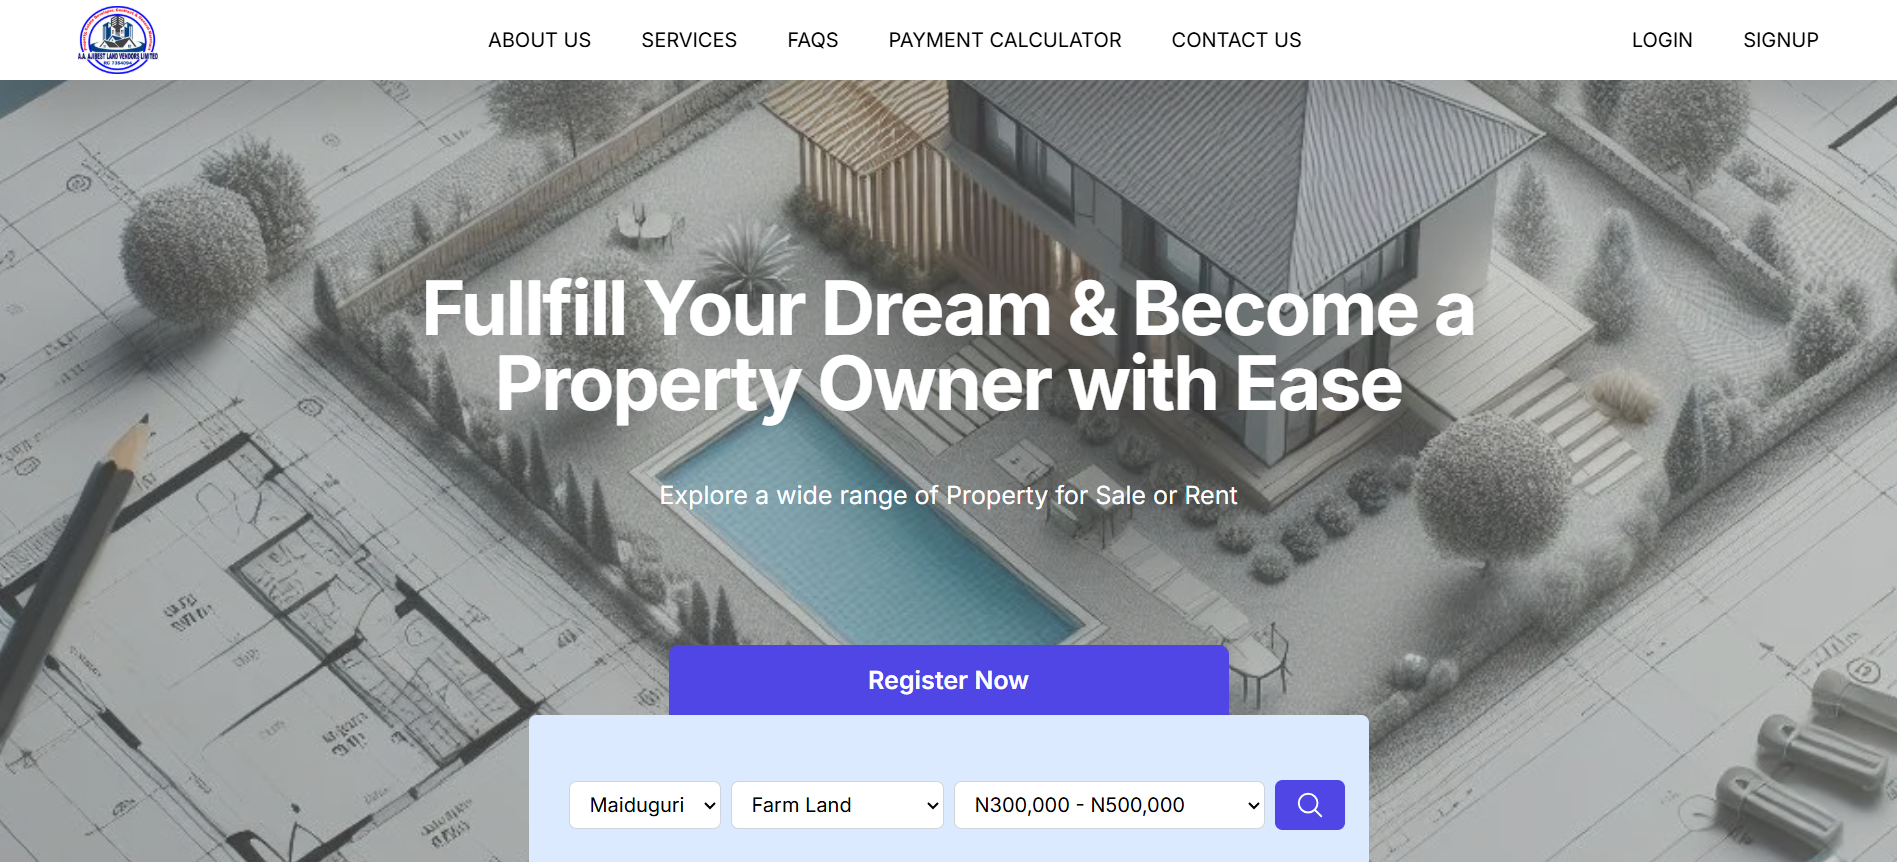 A.A AJIBEST LAND VENDORS LIMITED
RC 7354094
ABOUT US
SERVICES
FAQS
PAYMENT CALCULATOR
CONTACT US
LOGIN
SIGNUP
Fullfill Your Dream & Become a
Property Owner with Ease
Explore a wide range of Property for Sale or Rent
Register Now
Maiduguri
Farm Land
N300,000 - N500,000